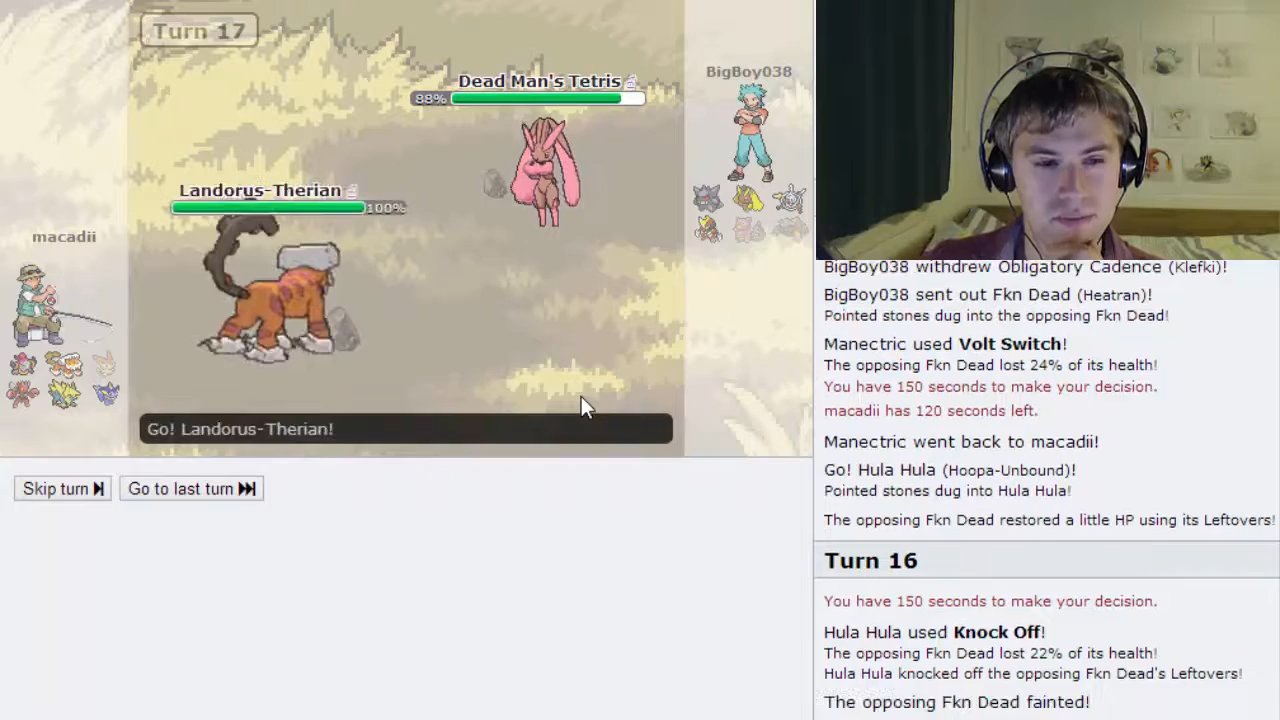 Turn 17
Dead Man's Tetris
88%
BigBoy038
Landorus-Therian
100%
macadii
Go! Landorus-Therian!
Skip turn
Go to last turn
BigBoy038 withdrew Obligatory Cadence (Klefki)!
BigBoy038 sent out Fkn Dead (Heatran)!
Pointed stones dug into the opposing Fkn Dead!
Manectric used Volt Switch!
The opposing Fkn Dead lost 24% of its health!
You have 150 seconds to make your decision.
macadii has 120 seconds left.
Manectric went back to macadii!
Go! Hula Hula (Hoopa-Unbound)!
Pointed stones dug into Hula Hula!
The opposing Fkn Dead restored a little HP using its Leftovers!
Turn 16
You have 150 seconds to make your decision.
Hula Hula used Knock Off!
The opposing Fkn Dead lost 22% of its health!
Hula Hula knocked off the opposing Fkn Dead's Leftovers!
The opposing Fkn Dead fainted!